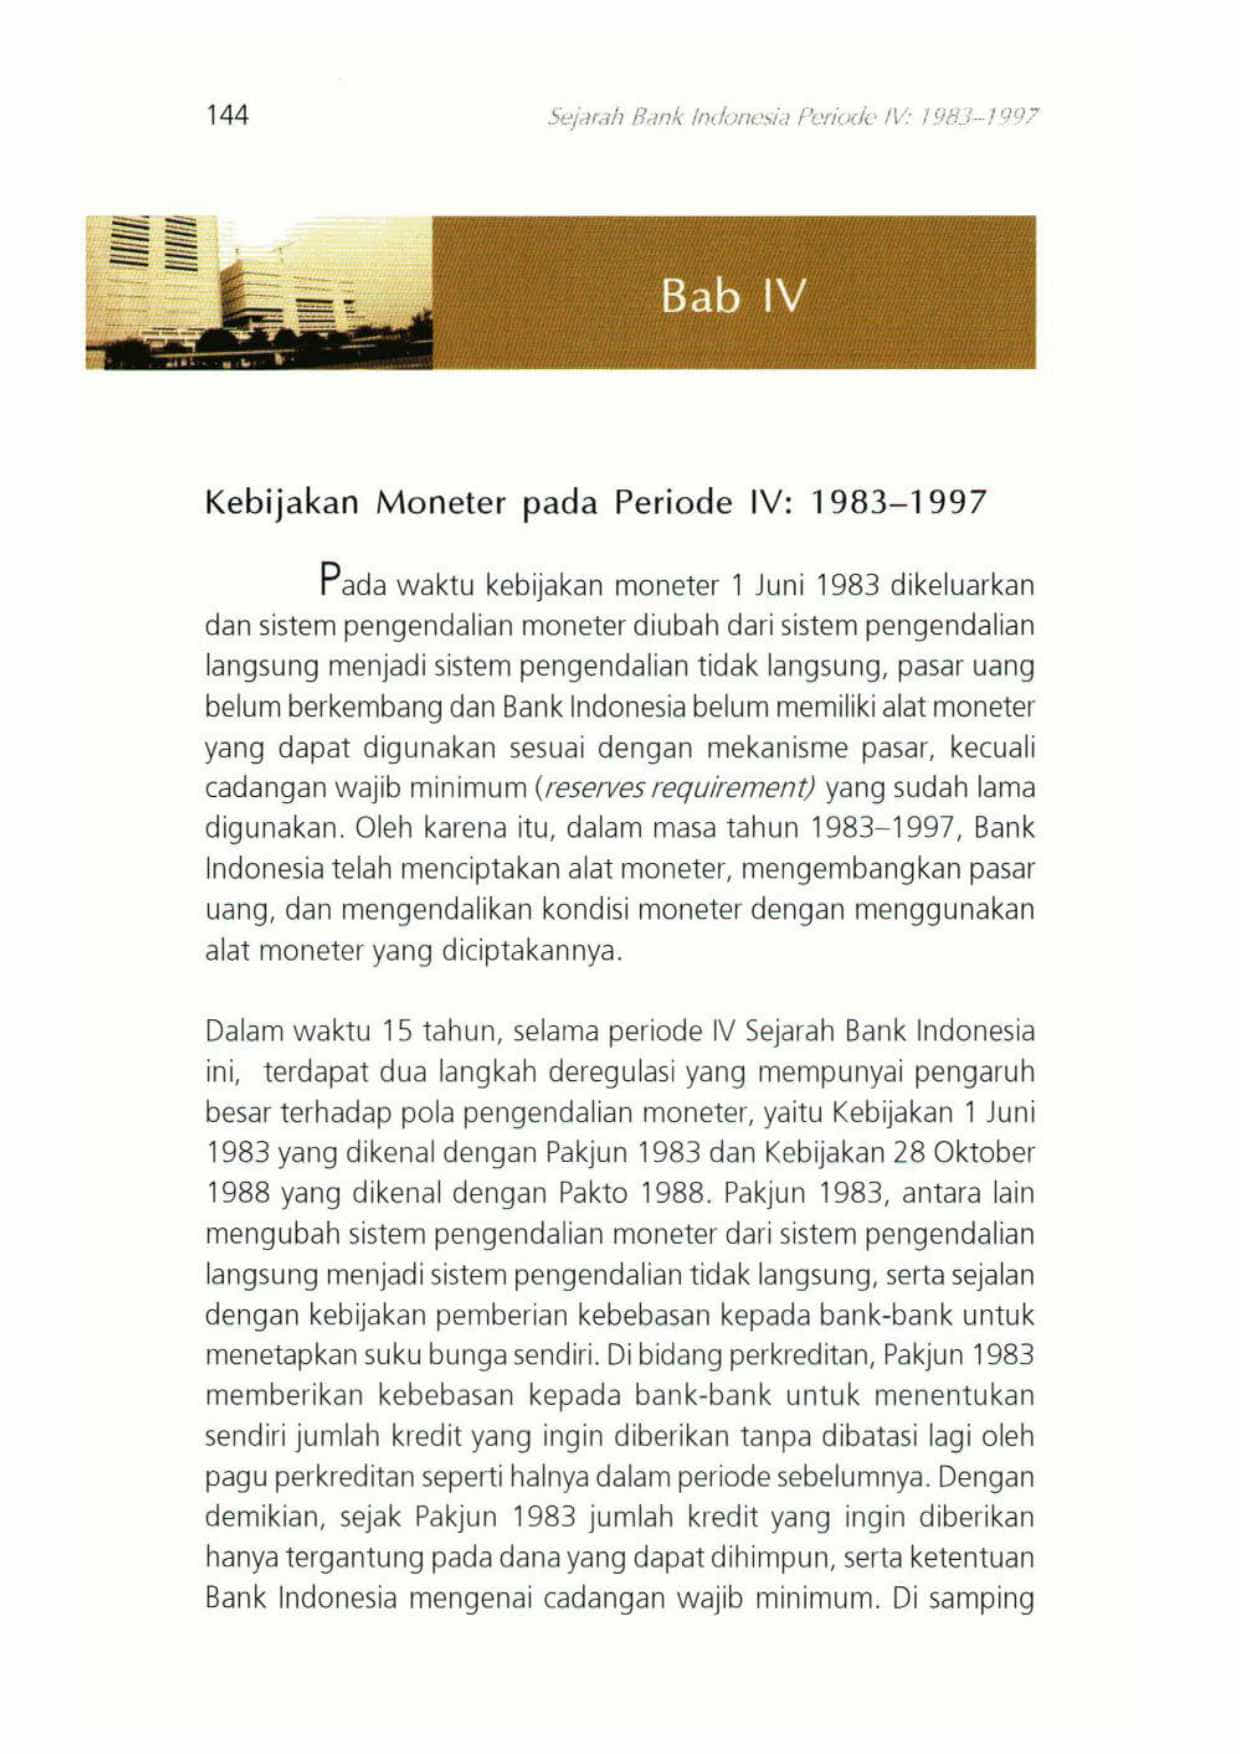 144
Sejarah Bank Indonesia Periode IV: 1983–1997
Bab IV
Kebijakan Moneter pada Periode IV: 1983–1997
Pada waktu kebijakan moneter 1 Juni 1983 dikeluarkan
dan sistem pengendalian moneter diubah dari sistem pengendalian
langsung menjadi sistem pengendalian tidak langsung, pasar uang
belum berkembang dan Bank Indonesia belum memiliki alat moneter
yang dapat digunakan sesuai dengan mekanisme pasar, kecuali
cadangan wajib minimum (reserves requirement) yang sudah lama
digunakan. Oleh karena itu, dalam masa tahun 1983–1997, Bank
Indonesia telah menciptakan alat moneter, mengembangkan pasar
uang, dan mengendalikan kondisi moneter dengan menggunakan
alat moneter yang diciptakannya.
Dalam waktu 15 tahun, selama periode IV Sejarah Bank Indonesia
ini, terdapat dua langkah deregulasi yang mempunyai pengaruh
besar terhadap pola pengendalian moneter, yaitu Kebijakan 1 Juni
1983 yang dikenal dengan Pakjun 1983 dan Kebijakan 28 Oktober
1988 yang dikenal dengan Pakto 1988. Pakjun 1983, antara lain
mengubah sistem pengendalian moneter dari sistem pengendalian
langsung menjadi sistem pengendalian tidak langsung, serta sejalan
dengan kebijakan pemberian kebebasan kepada bank-bank untuk
menetapkan suku bunga sendiri. Di bidang perkreditan, Pakjun 1983
memberikan kebebasan kepada bank-bank untuk menentukan
sendiri jumlah kredit yang ingin diberikan tanpa dibatasi lagi oleh
pagu perkreditan seperti halnya dalam periode sebelumnya. Dengan
demikian, sejak Pakjun 1983 jumlah kredit yang ingin diberikan
hanya tergantung pada dana yang dapat dihimpun, serta ketentuan
Bank Indonesia mengenai cadangan wajib minimum. Di samping